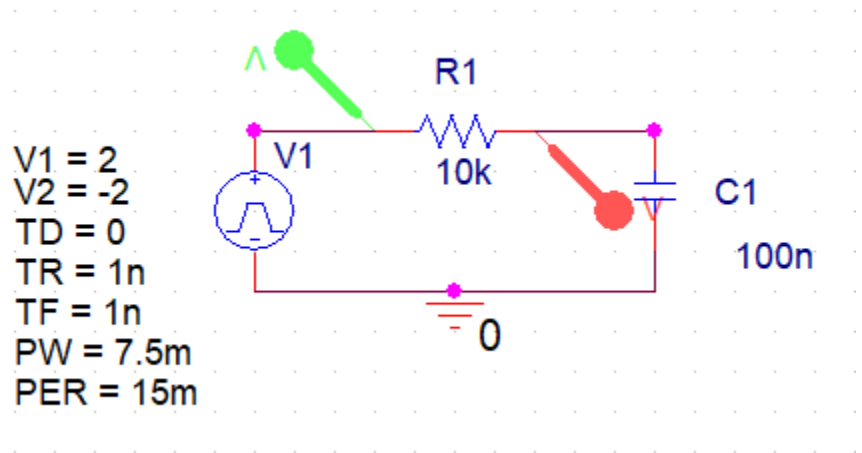 V
R1
V1
10k
V1 = 2
V2 = -2
TD = 0
TR = 1n
TF = 1n
PW = 7.5m
PER = 15m
V
C1
100n
0